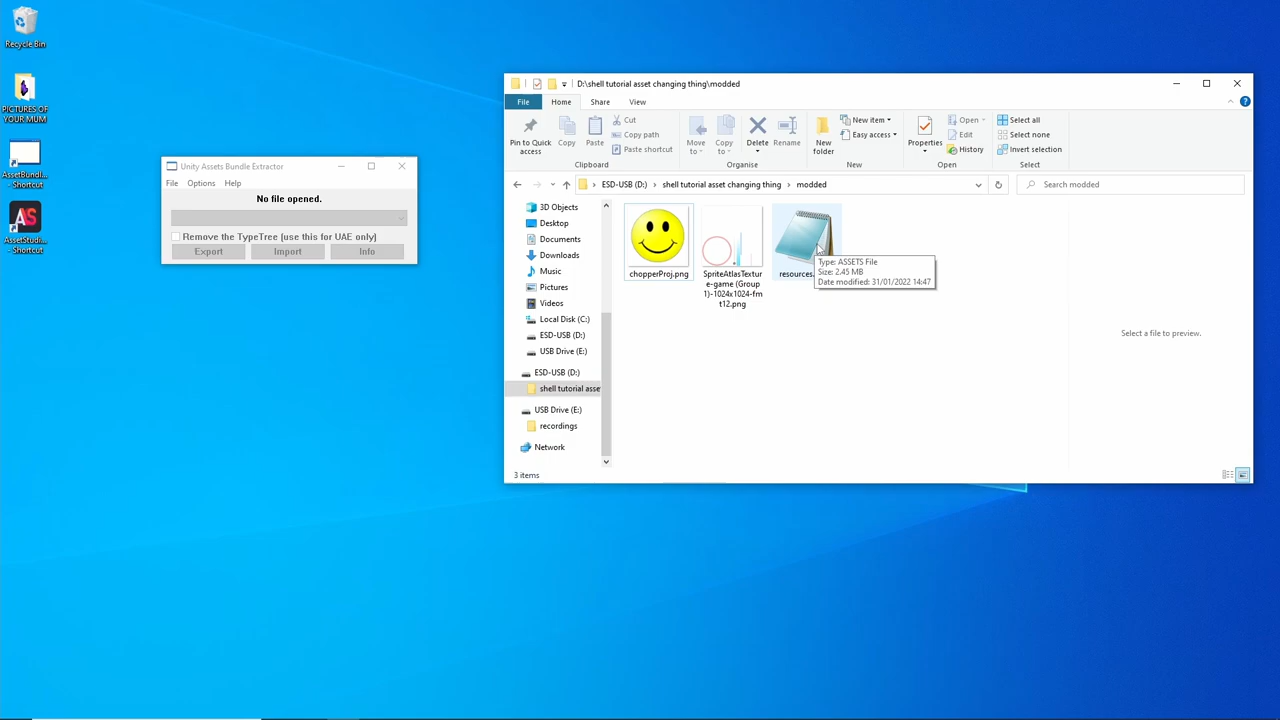 Recycle Bin
PICTURES OF
YOUR MUM
AssetBundl...
- Shortcut
AssetStudi...
- Shortcut
Unity Assets Bundle Extractor
File Options Help
No file opened.
Remove the TypeTree (use this for UAE only)
Export Import Info
D:\shell tutorial asset changing thing\modded
File Home Share View
Pin to Quick
access
Copy
Paste
Cut
Copy path
Paste shortcut
Clipboard
Move
to
Copy
to
Delete
Rename
Organise
New
folder
New item
Easy access
New
Properties
Open
Edit
History
Open
Select all
Select none
Invert selection
Select
ESD-USB (D:) > shell tutorial asset changing thing > modded
Search modded
3D Objects
Desktop
Documents
Downloads
Music
Pictures
Videos
Local Disk (C:)
ESD-USB (D:)
USB Drive (E:)
ESD-USB (D:)
shell tutorial asse
USB Drive (E:)
recordings
Network
chopperProj.png
SpriteAtlasTextur
e-game (Group
1)-1024x1024-fm
t12.png
resources.
Type: ASSETS File
Size: 2.45 MB
Date modified: 31/01/2022 14:47
Select a file to preview.
3 items